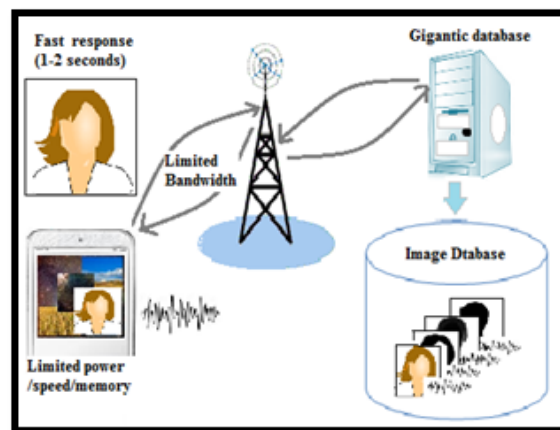 Fast response
(1-2 seconds)
Gigantic database
Limited
Bandwidth
Image Dtabase
Limited power
/speed/memory